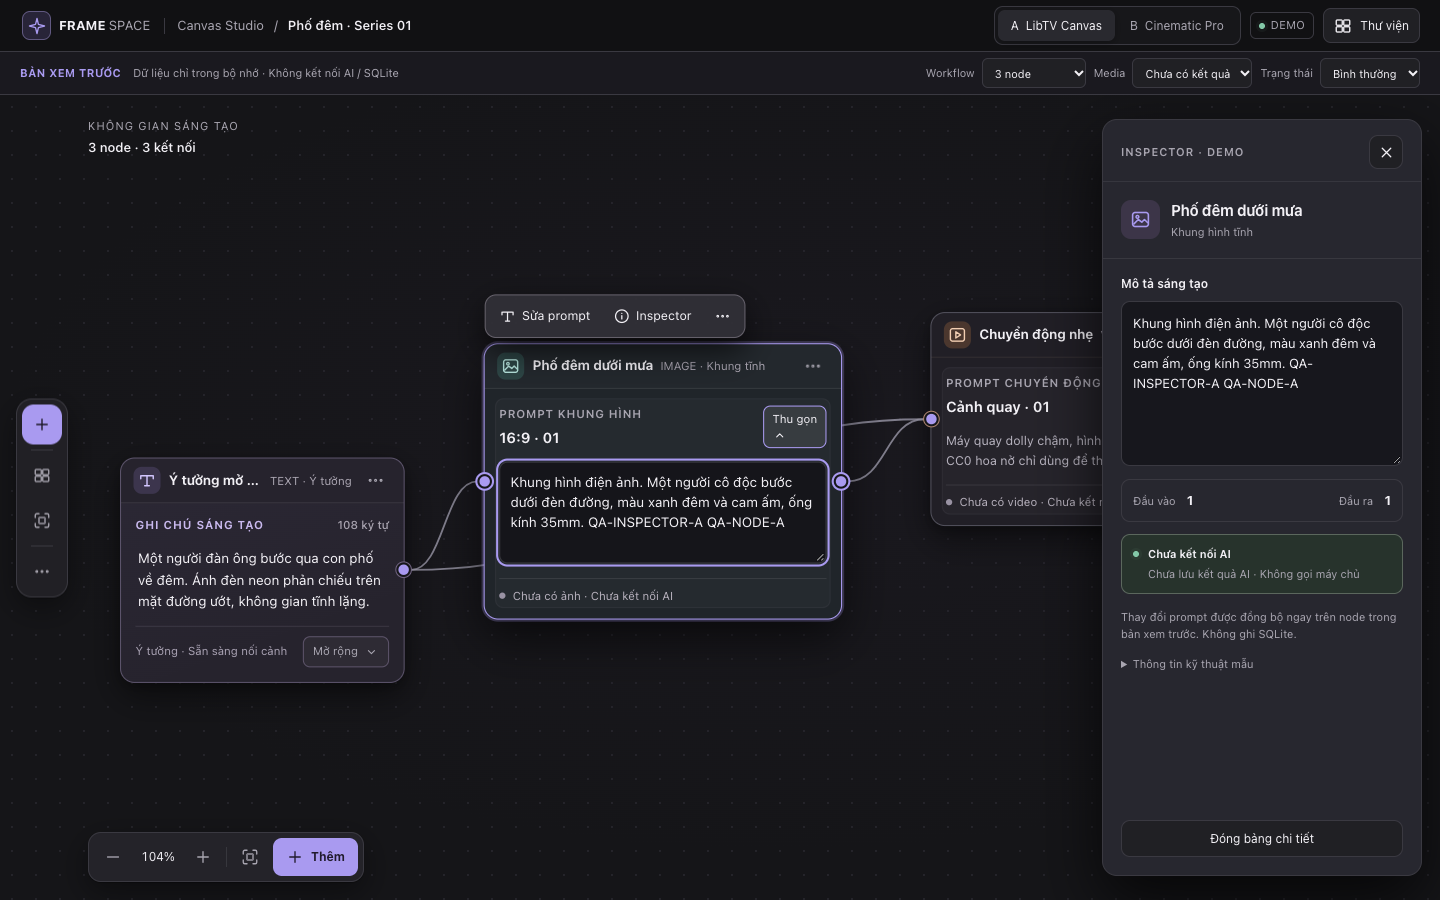 FRAME SPACE
Canvas Studio / Phố đêm · Series 01
A LibTV Canvas
B Cinematic Pro
DEMO
Thư viện
BẢN XEM TRƯỚC
Dữ liệu chỉ trong bộ nhớ · Không kết nối AI / SQLite
Workflow
3 node
Media
Chưa có kết quả
Trạng thái
Bình thường
KHÔNG GIAN SÁNG TẠO
3 node · 3 kết nối
Ý tưởng mở ...
TEXT · Ý tưởng
GHI CHÚ SÁNG TẠO
108 ký tự
Một người đàn ông bước qua con phố
về đêm. Ánh đèn neon phản chiếu trên
mặt đường ướt, không gian tĩnh lặng.
Ý tưởng · Sẵn sàng nối cảnh
Mở rộng
Sửa prompt
Inspector
Phố đêm dưới mưa
IMAGE · Khung tĩnh
PROMPT KHUNG HÌNH
16:9 · 01
Thu gọn
Khung hình điện ảnh. Một người cô độc bước
dưới đèn đường, màu xanh đêm và cam ấm, ống
kính 35mm. QA-INSPECTOR-A QA-NODE-A
Chưa có ảnh · Chưa kết nối AI
Chuyển động nhẹ
PROMPT CHUYỂN ĐỘNG
Cảnh quay · 01
Máy quay dolly chậm, hình
CC0 hoa nở chỉ dùng để th
Chưa có video · Chưa kết n
INSPECTOR · DEMO
Phố đêm dưới mưa
Khung hình tĩnh
Mô tả sáng tạo
Khung hình điện ảnh. Một người cô độc
bước dưới đèn đường, màu xanh đêm và
cam ấm, ống kính 35mm. QA-
INSPECTOR-A QA-NODE-A
Đầu vào 1
Đầu ra 1
Chưa kết nối AI
Chưa lưu kết quả AI · Không gọi máy chủ
Thay đổi prompt được đồng bộ ngay trên node trong
bản xem trước. Không ghi SQLite.
Thông tin kỹ thuật mẫu
Đóng bảng chi tiết
104%
Thêm